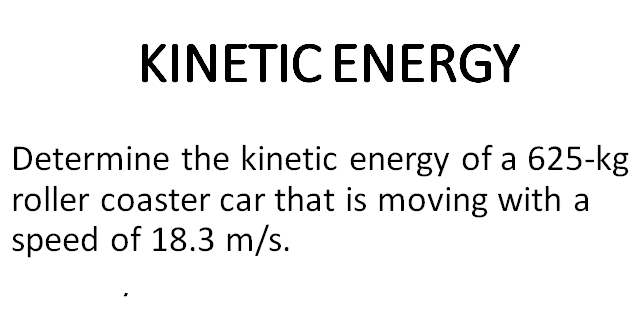 KINETIC ENERGY
Determine the kinetic energy of a 625-kg
roller coaster car that is moving with a
speed of 18.3 m/s.